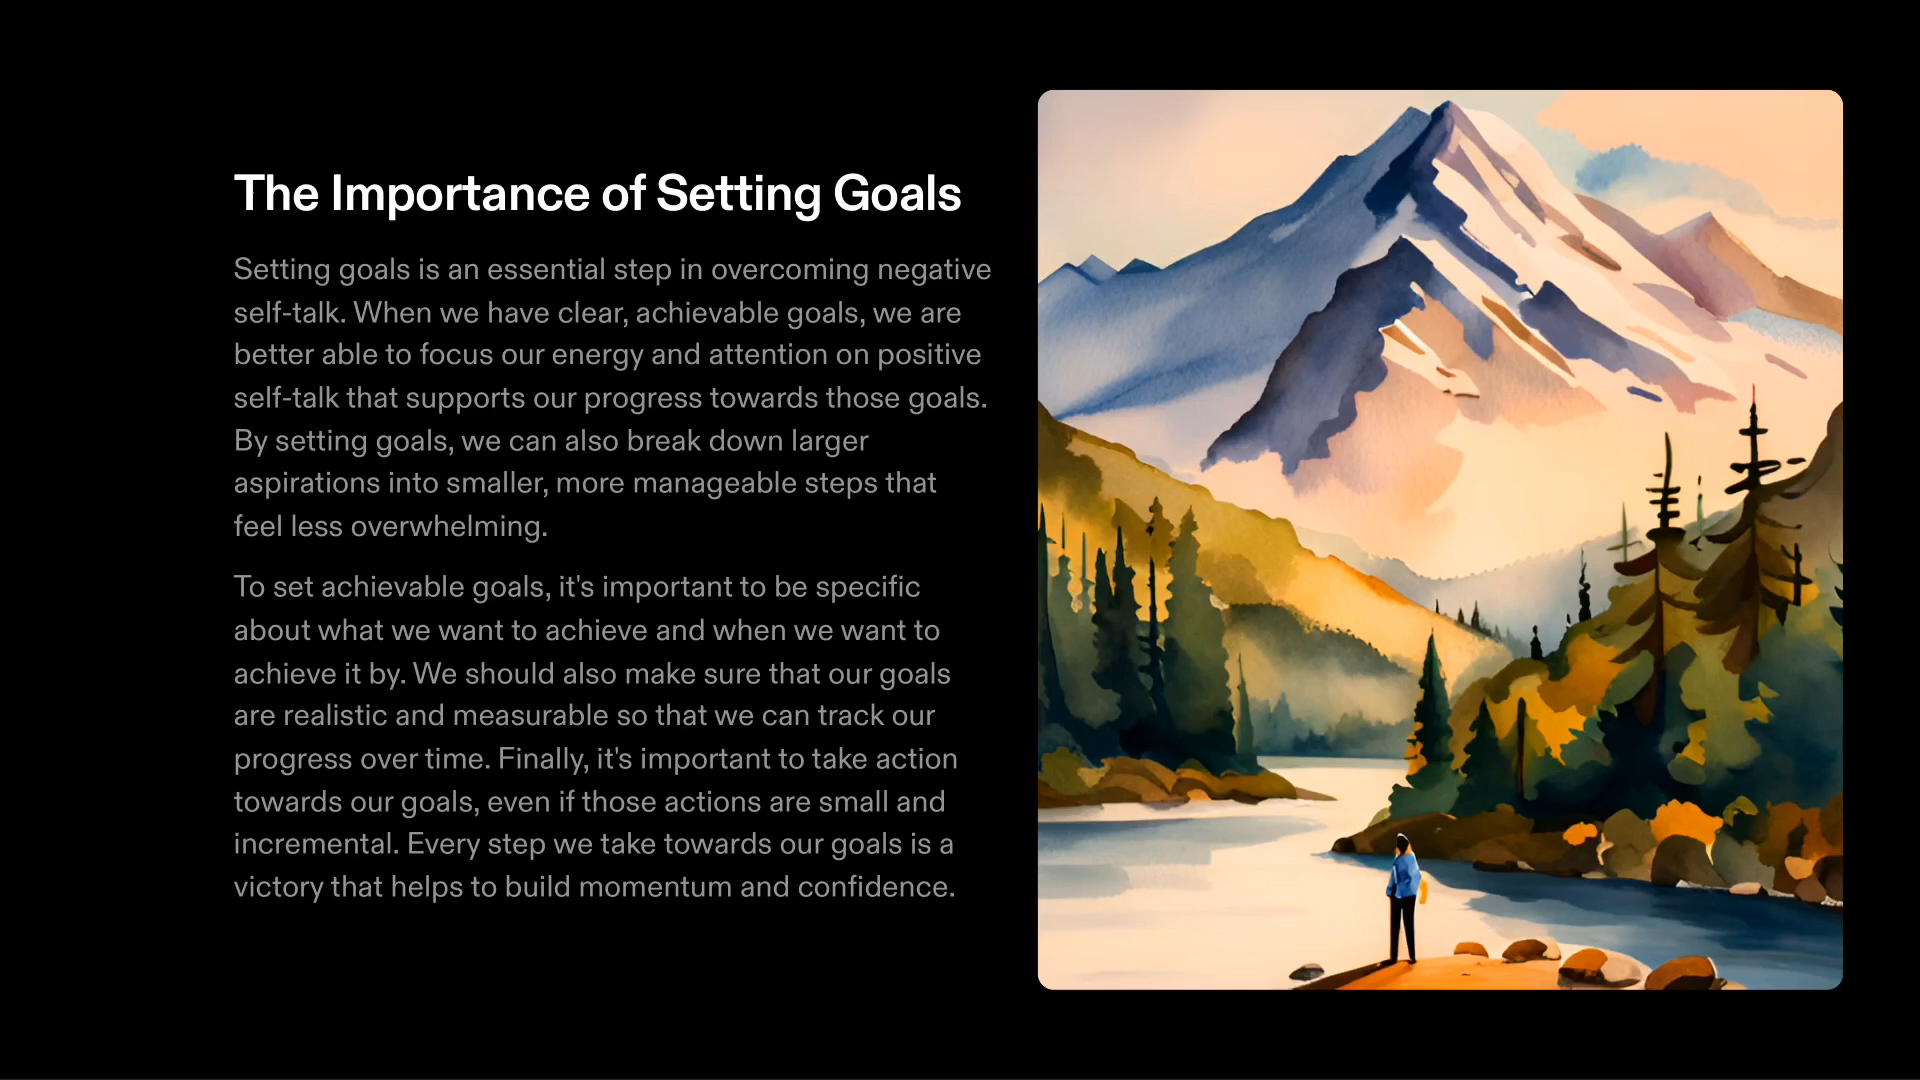 The Importance of Setting Goals
Setting goals is an essential step in overcoming negative
self-talk. When we have clear, achievable goals, we are
better able to focus our energy and attention on positive
self-talk that supports our progress towards those goals.
By setting goals, we can also break down larger
aspirations into smaller, more manageable steps that
feel less overwhelming.
To set achievable goals, it's important to be specific
about what we want to achieve and when we want to
achieve it by. We should also make sure that our goals
are realistic and measurable so that we can track our
progress over time. Finally, it's important to take action
towards our goals, even if those actions are small and
incremental. Every step we take towards our goals is a
victory that helps to build momentum and confidence.